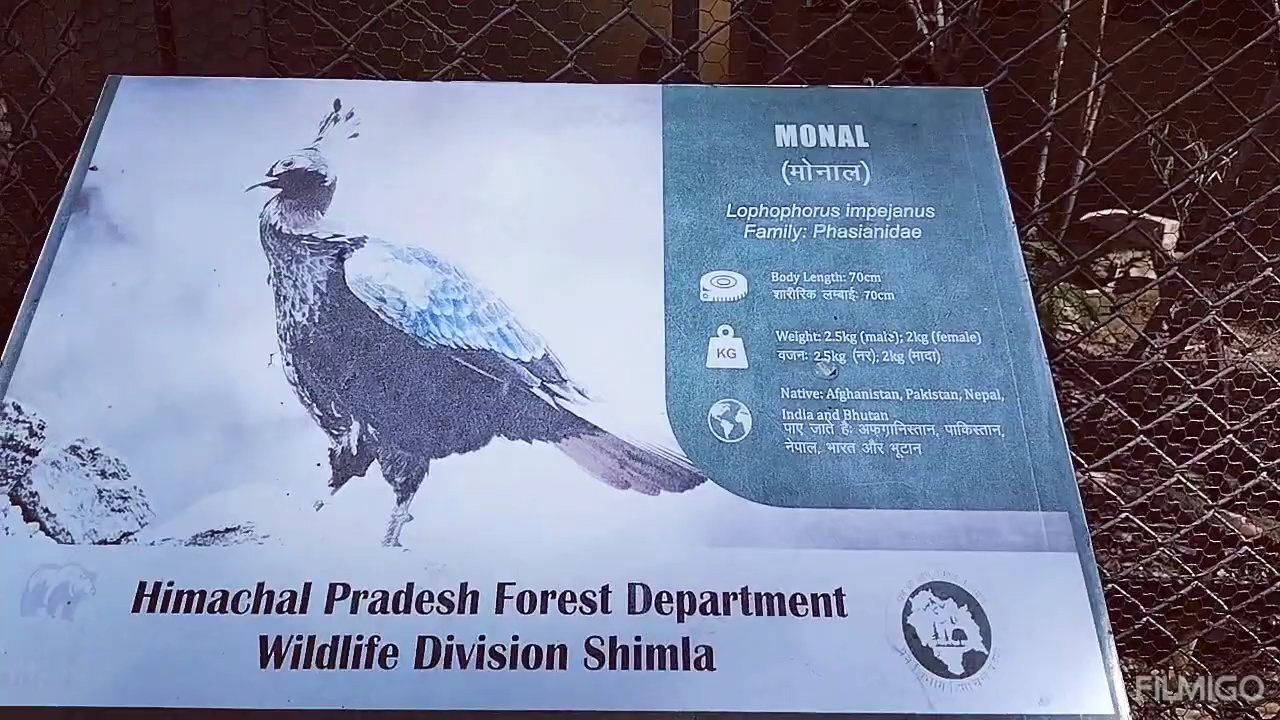 MONAL
(मोनाल)
Lophophorus impejanus
Family: Phasianidae
Body Length: 70cm
शारीरिक लम्बाई: 70cm
KG
Weight: 2.5kg (male); 2kg (female)
वजन: 2.5kg (नर); 2kg (मादा)
Native: Afghanistan, Pakistan, Nepal,
India and Bhutan
पाए जाते हैं: अफ़गानिस्तान, पाकिस्तान,
नेपाल, भारत और भूटान
Himachal Pradesh Forest Department
Wildlife Division Shimla
FILMIGO